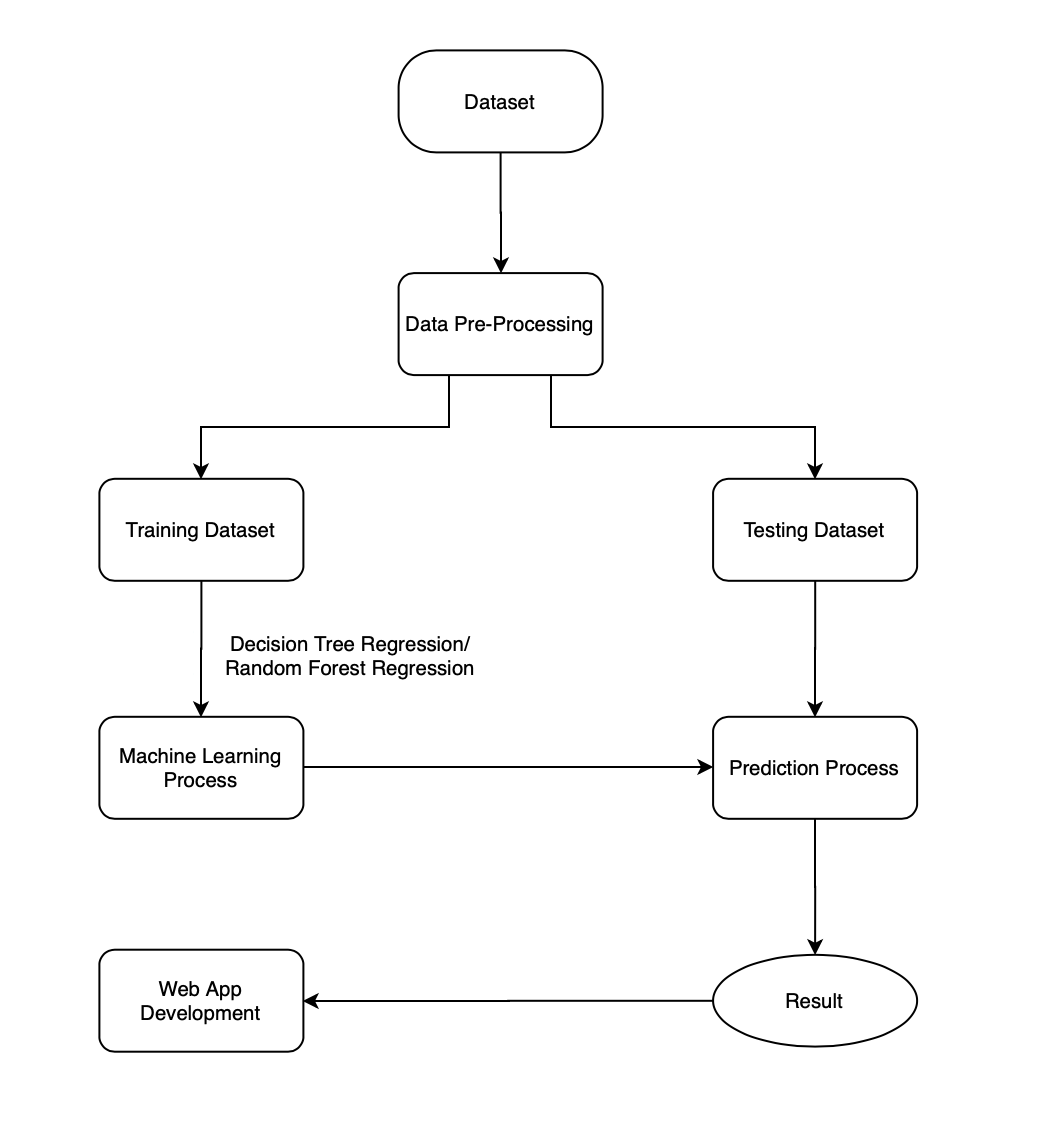 Dataset
Data Pre-Processing
Training Dataset
Testing Dataset
Decision Tree Regression/
Random Forest Regression
Machine Learning
Process
Prediction Process
Web App
Development
Result